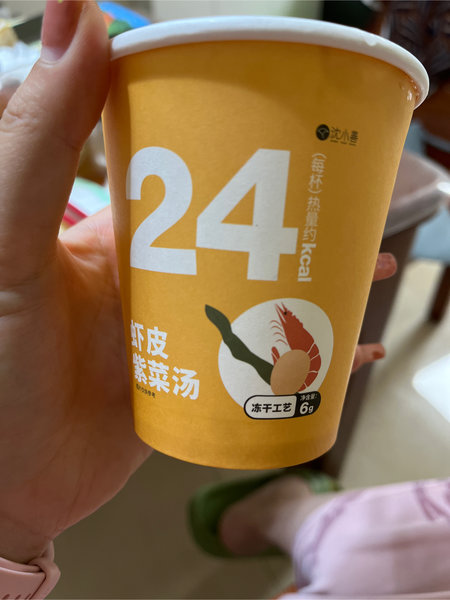 沈小番
24
(每杯)热量约kcal
虾皮
紫菜汤
冻干工艺
净含量:
6g